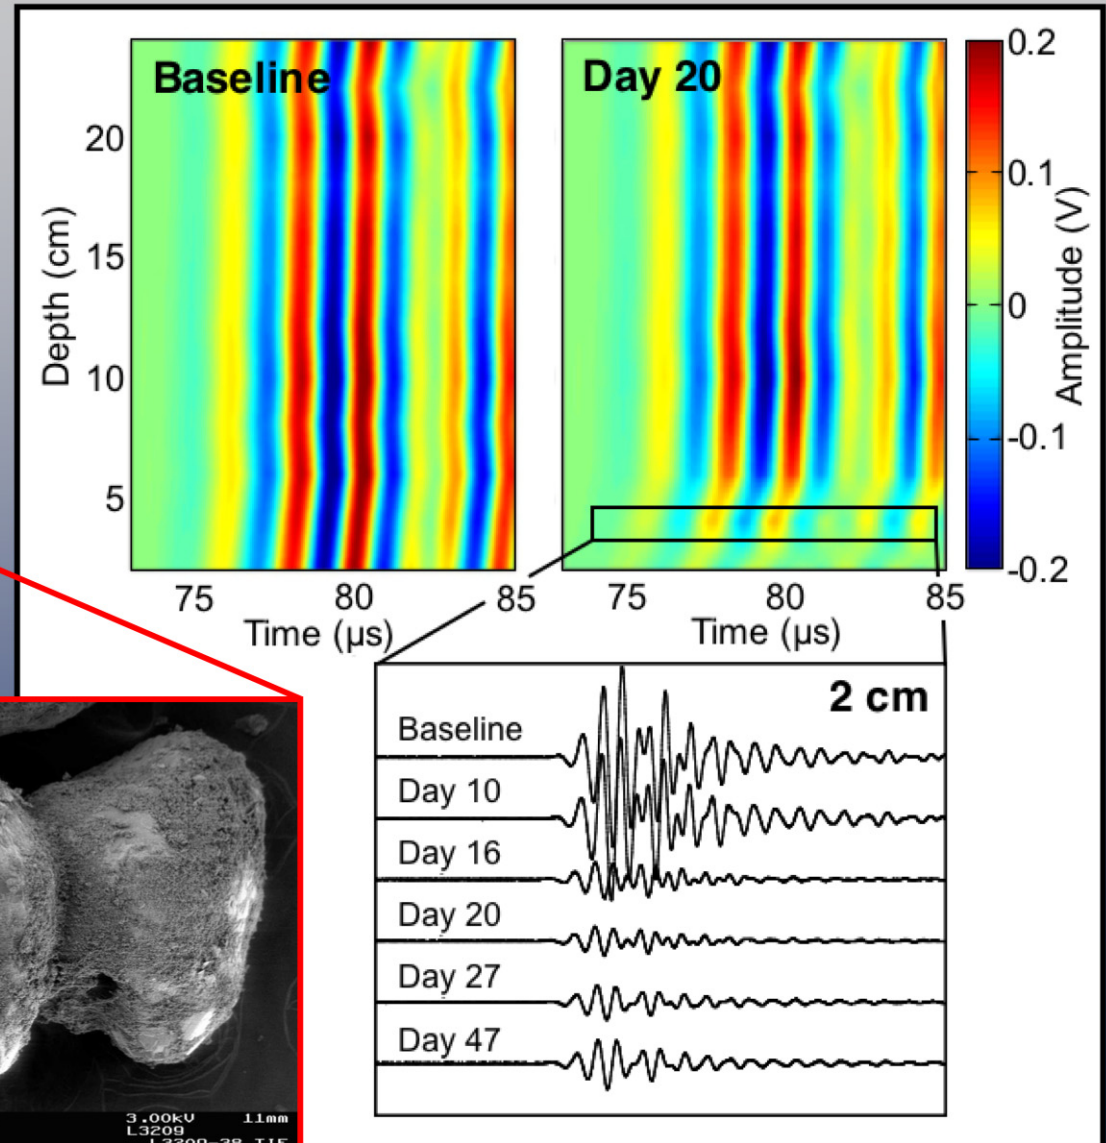 Baseline
Day 20
0.2
0.1
0
-0.1
-0.2
Amplitude (V)
Depth (cm)
20
15
10
5
75
80
85
Time (µs)
75
80
85
Time (µs)
2 cm
Baseline
Day 10
Day 16
Day 20
Day 27
Day 47
3.00kV 11mm
L3209